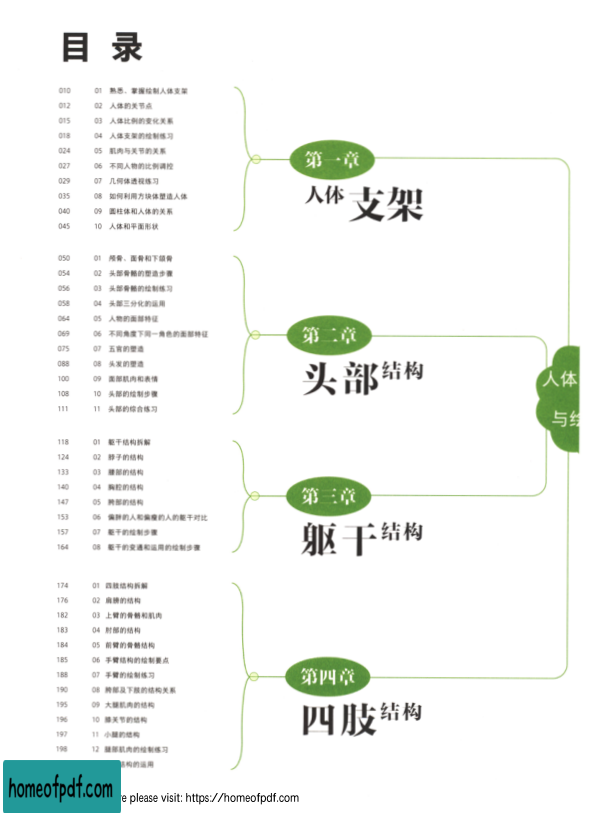 目 录
010 01 熟悉、掌握绘制人体支架
012 02 人体的关节点
015 03 人体比例的变化关系
018 04 人体支架的绘制练习
024 05 肌肉与关节的关系
027 06 不同人物的比例调控
029 07 几何体透视练习
035 08 如何利用方块体塑造人体
040 09 圆柱体和人体的关系
045 10 人体和平面形状
第一章
人体 支架
050 01 颅骨、面骨和下颌骨
054 02 头部骨骼的塑造步骤
056 03 头部骨骼的绘制练习
058 04 头部三分化的运用
064 05 人物的面部特征
069 06 不同角度下同一角色的面部特征
075 07 五官的塑造
088 08 头发的塑造
100 09 面部肌肉和表情
108 10 头部的绘制步骤
111 11 头部的综合练习
第二章
头部 结构
118 01 躯干结构拆解
124 02 脖子的结构
133 03 腰部的结构
140 04 胸腔的结构
147 05 胯部的结构
153 06 偏胖的人和偏瘦的人的躯干对比
157 07 躯干的绘制步骤
164 08 躯干的变通和运用的绘制步骤
第三章
躯干 结构
174 01 四肢结构拆解
176 02 肩膀的结构
182 03 上臂的骨骼和肌肉
183 04 肘部的结构
184 05 前臂的骨骼结构
185 06 手臂结构的绘制要点
188 07 手臂的绘制练习
190 08 胯部及下肢的结构关系
195 09 大腿肌肉的结构
196 10 膝关节的结构
197 11 小腿的结构
198 12 腿部肌肉的绘制练习
结构的运用
第四章
四肢 结构
人体
与
homeofpdf.com
re please visit: https://homeofpdf.com